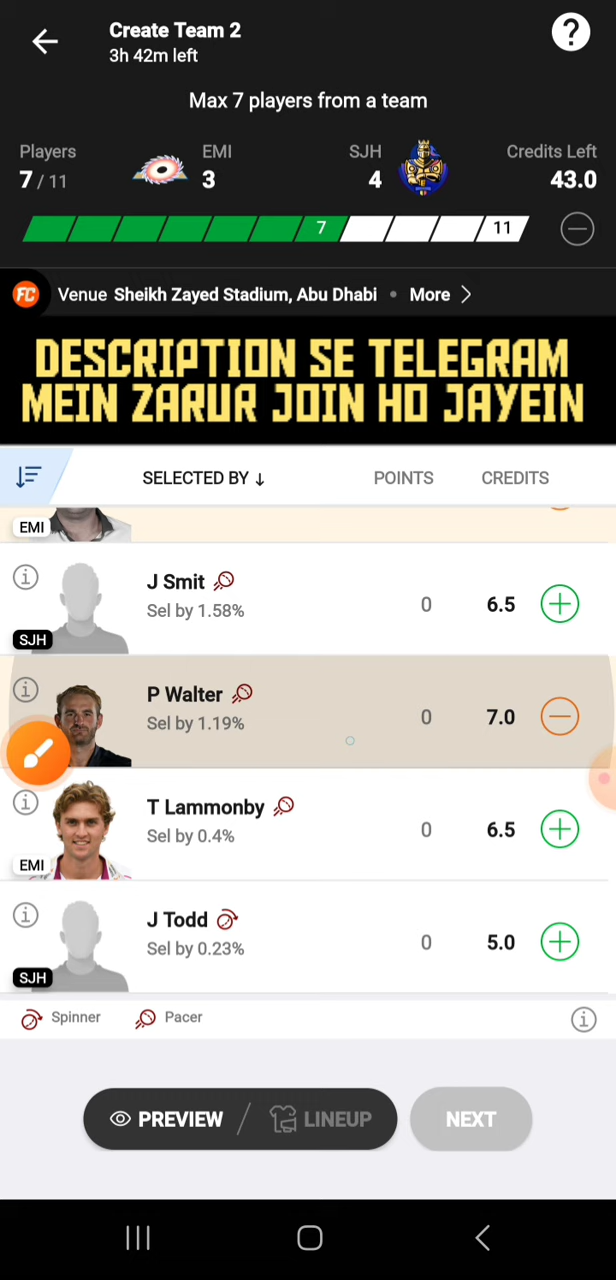 Create Team 2
3h 42m left
?
Max 7 players from a team
Players
EMI
SJH
Credits Left
7 / 11
3
4
43.0
7
11
FC
Venue Sheikh Zayed Stadium, Abu Dhabi • More
DESCRIPTION SE TELEGRAM
MEIN ZARUR JOIN HO JAYEIN
SELECTED BY ↓
POINTS
CREDITS
EMI
J Smit
Sel by 1.58%
0
6.5
SJH
P Walter
Sel by 1.19%
0
7.0
T Lammonby
Sel by 0.4%
0
6.5
EMI
J Todd
Sel by 0.23%
0
5.0
SJH
Spinner
Pacer
PREVIEW / LINEUP
NEXT